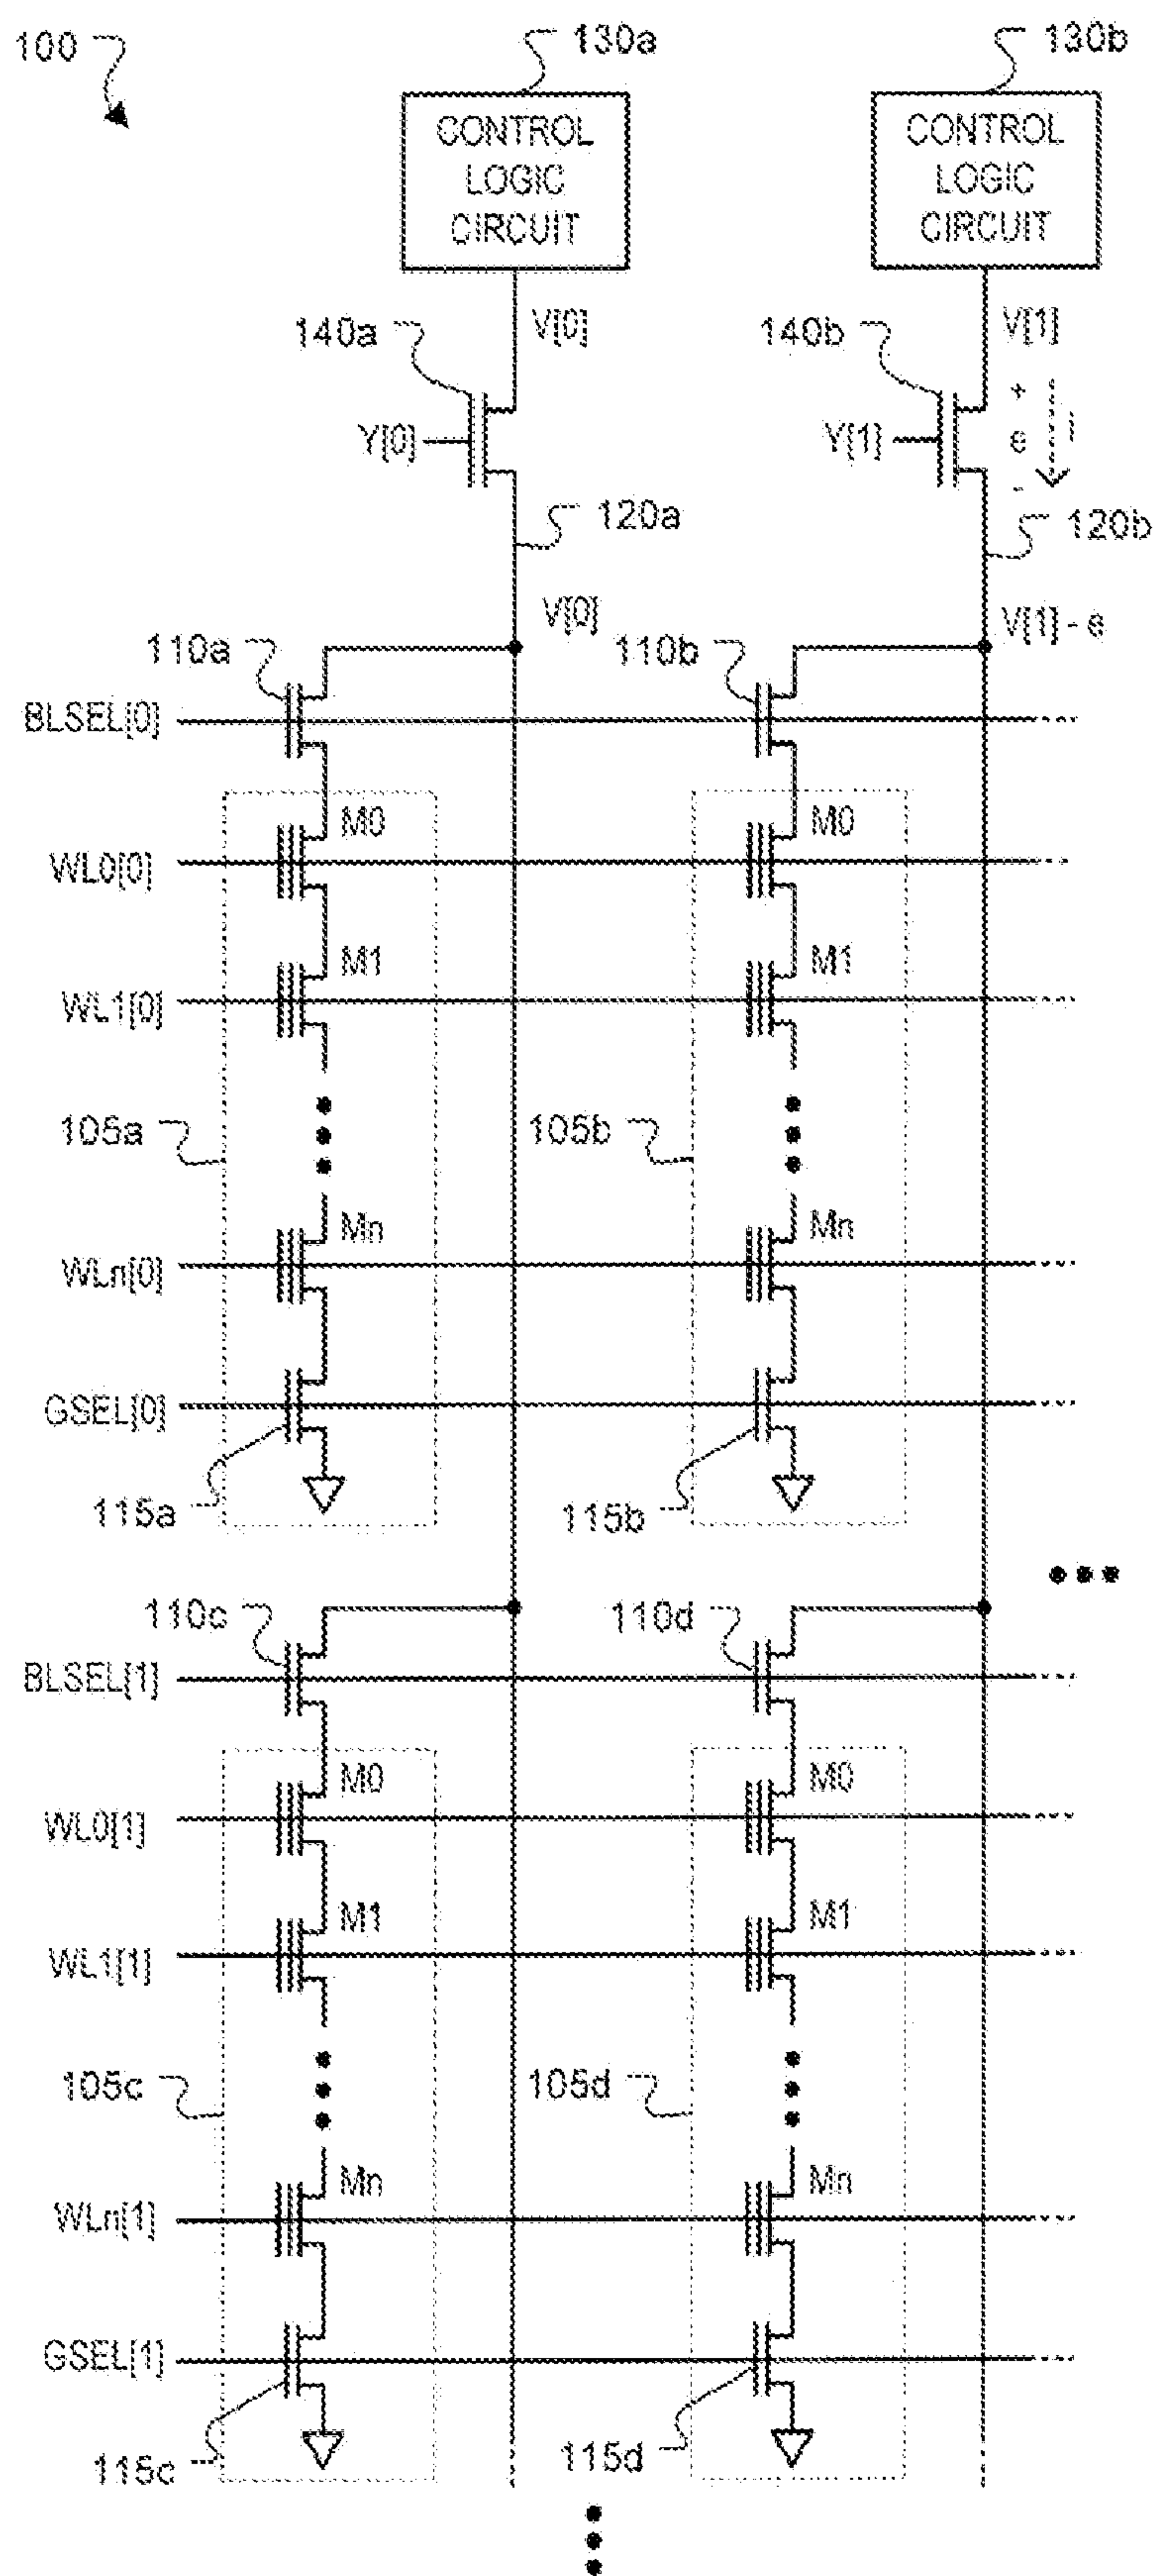 100
130a
130b
CONTROL
LOGIC
CIRCUIT
CONTROL
LOGIC
CIRCUIT
140a
V[0]
140b
V[1]
Y[0]
Y[1]
+
e
-
i
120a
120b
110a
V[0]
110b
V[1] - e
BLSEL[0]
M0
M0
WL0[0]
M1
M1
WL1[0]
105a
105b
Mn
Mn
WLn[0]
GSEL[0]
115a
115b
110c
110d
BLSEL[1]
M0
M0
WL0[1]
M1
M1
WL1[1]
105c
105d
Mn
Mn
WLn[1]
GSEL[1]
115c
115d